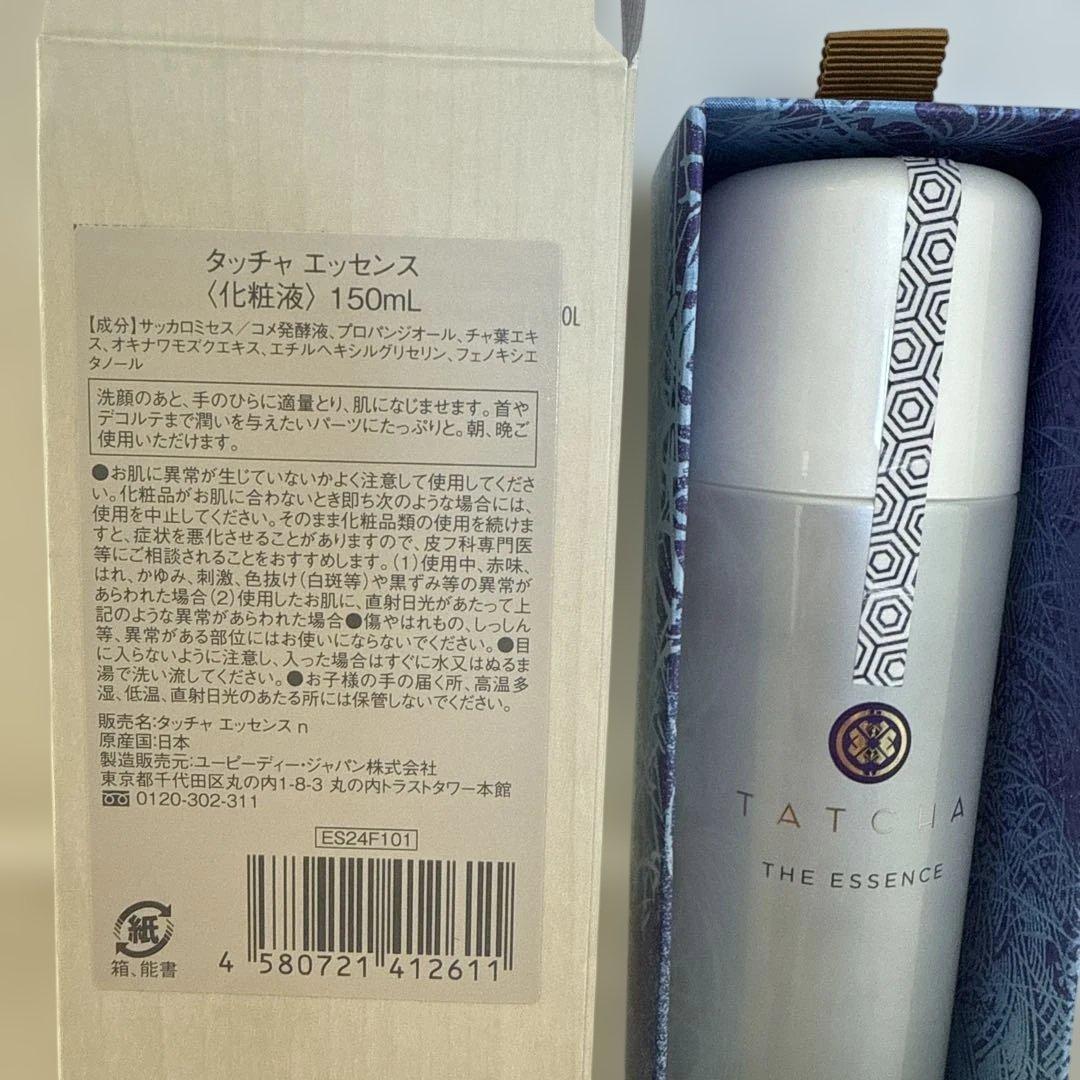 タッチャ エッセンス
〈化粧液〉 150mL
【成分】サッカロミセス／コメ発酵液、プロパンジオール、チャ葉エキ
ス、オキナワモズクエキス、エチルヘキシルグリセリン、フェノキシエ
タノール
洗顔のあと、手のひらに適量とり、肌になじませます。首や
デコルテまで潤いを与えたいパーツにたっぷりと。朝、晩ご
使用いただけます。
●お肌に異常が生じていないかよく注意して使用してくださ
い。化粧品がお肌に合わないとき即ち次のような場合には、
使用を中止してください。そのまま化粧品類の使用を続けま
すと、症状を悪化させることがありますので、皮フ科専門医
等にご相談されることをおすすめします。(1)使用中、赤味、
はれ、かゆみ、刺激、色抜け(白斑等)や黒ずみ等の異常が
あらわれた場合(2)使用したお肌に、直射日光があたって上
記のような異常があらわれた場合●傷やはれもの、しっしん
等、異常がある部位にはお使いにならないでください。●目
に入らないように注意し、入った場合はすぐに水又はぬるま
湯で洗い流してください。●お子様の手の届く所、高温多
湿、低温、直射日光のあたる所には保管しないでください。
販売名:タッチャ エッセンス n
原産国:日本
製造販売元:ユーピーディー・ジャパン株式会社
東京都千代田区丸の内1-8-3 丸の内トラストタワー本館
0120-302-311
ES24F101
紙
箱、能書
4 580721 412611
OL
TATCHA
THE ESSENCE